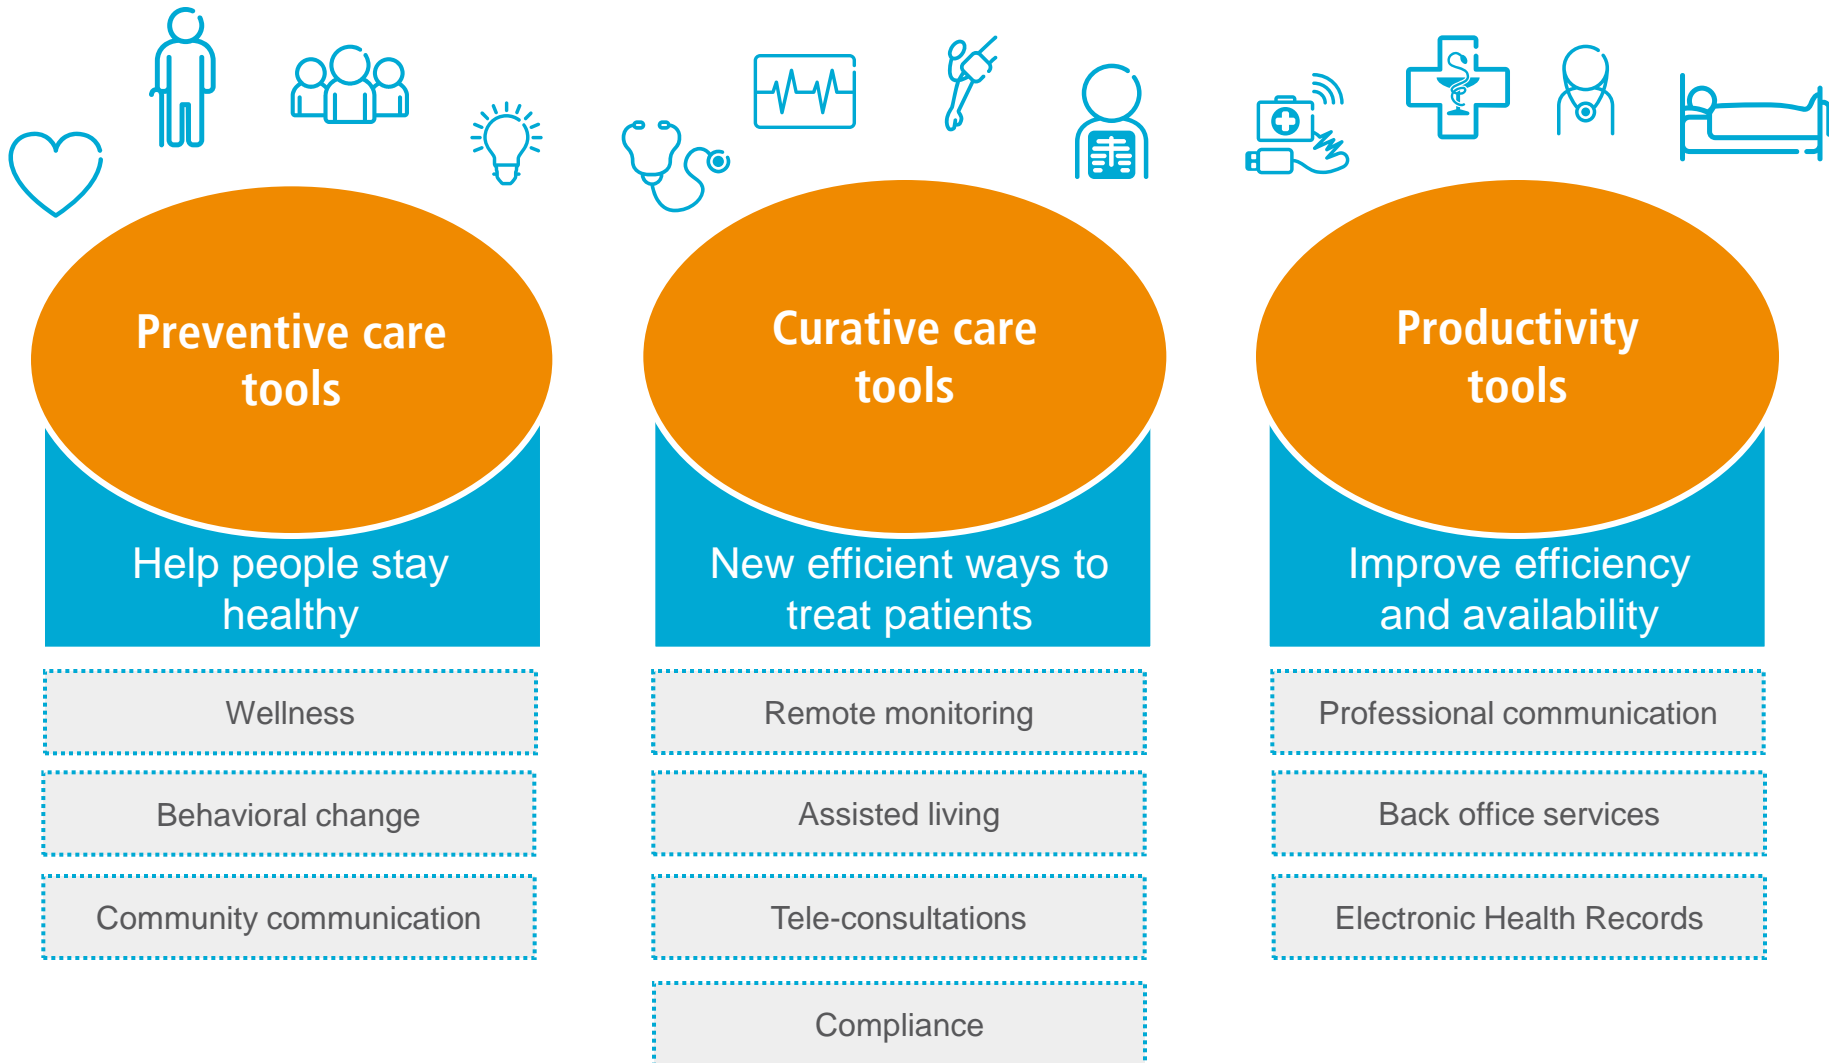 Preventive care
tools
Help people stay
healthy
Wellness
Behavioral change
Community communication
Curative care
tools
New efficient ways to
treat patients
Remote monitoring
Assisted living
Tele-consultations
Compliance
Productivity
tools
Improve efficiency
and availability
Professional communication
Back office services
Electronic Health Records